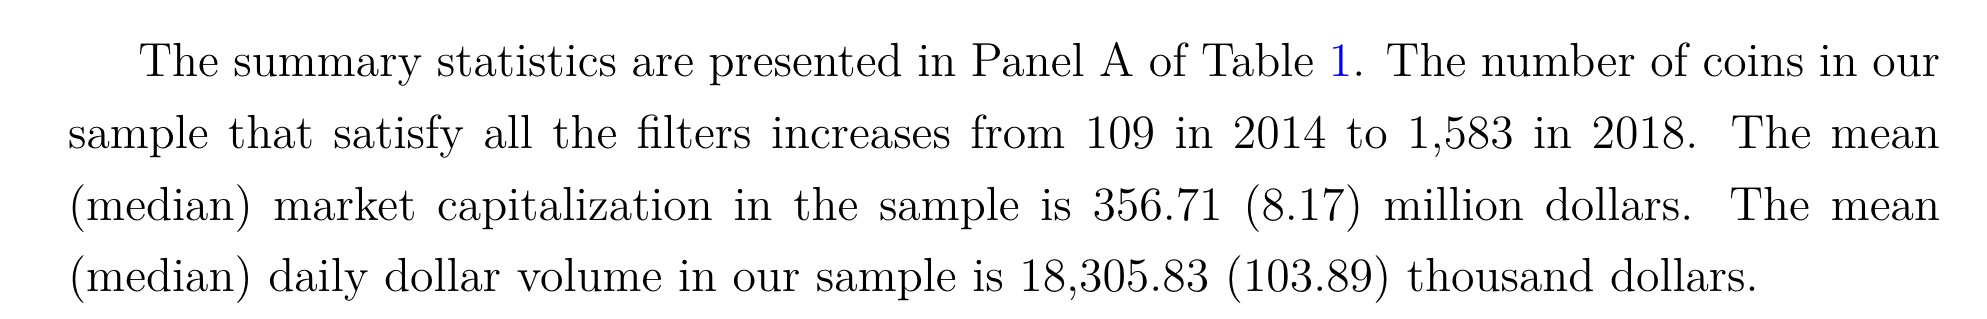 The summary statistics are presented in Panel A of Table 1. The number of coins in our
sample that satisfy all the filters increases from 109 in 2014 to 1,583 in 2018. The mean
(median) market capitalization in the sample is 356.71 (8.17) million dollars. The mean
(median) daily dollar volume in our sample is 18,305.83 (103.89) thousand dollars.